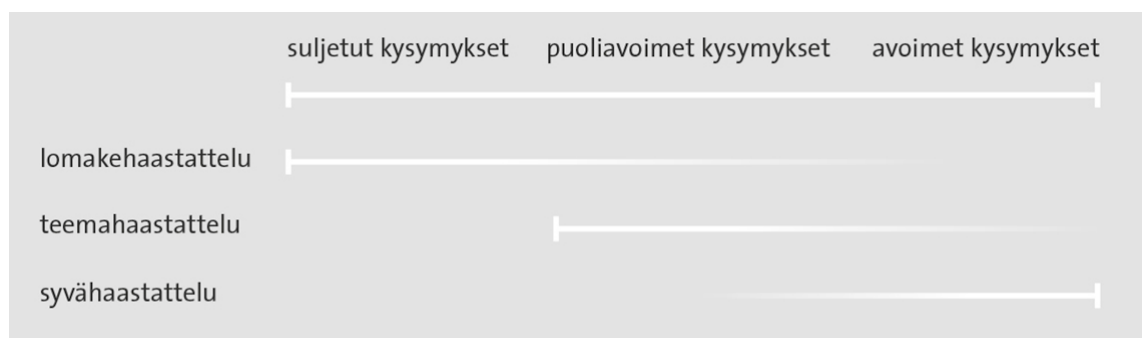 suljetut kysymykset puoliavoimet kysymykset avoimet kysymykset
lomakehaastattelu
teemahaastattelu
syvähaastattelu